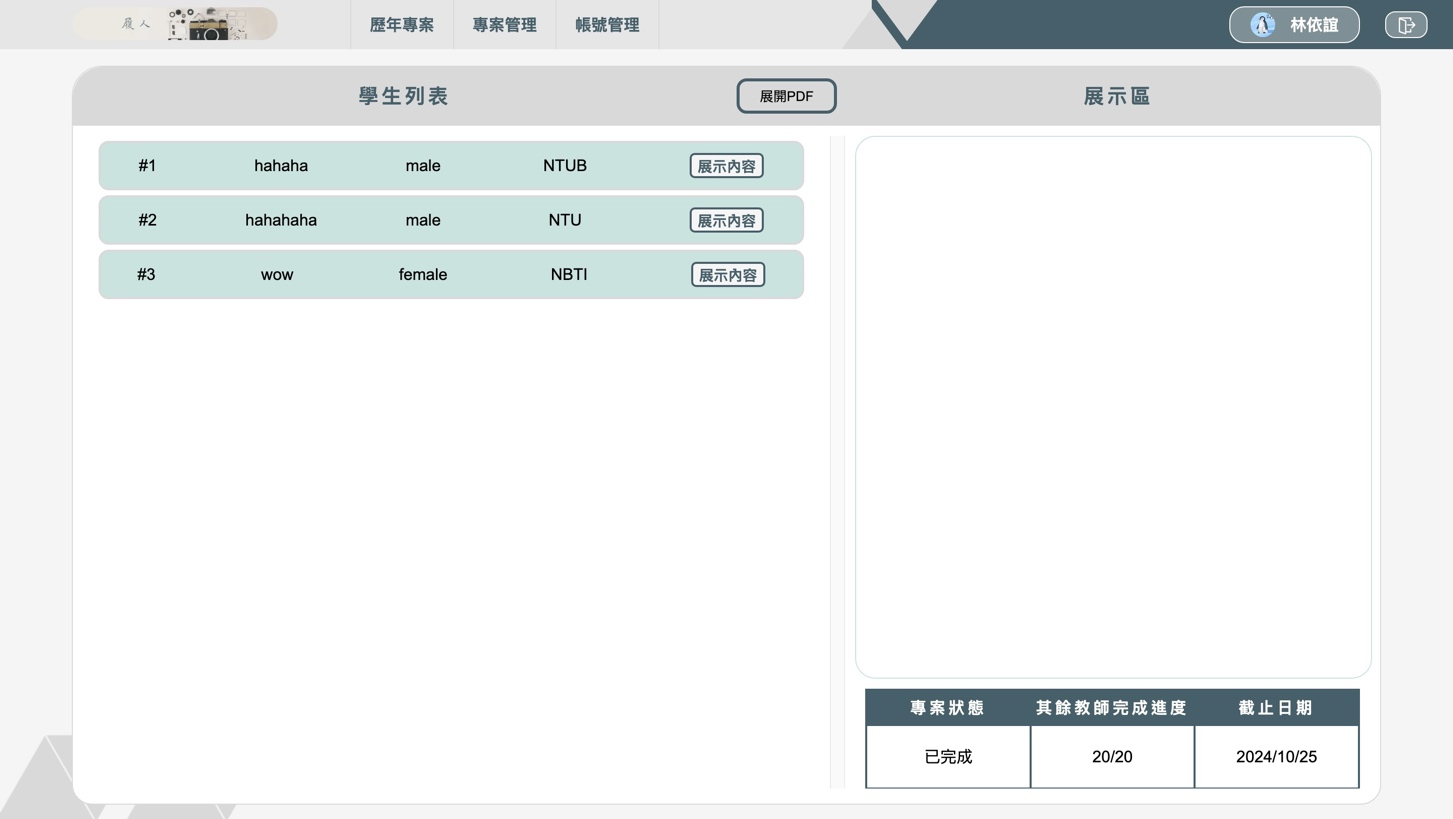 履人
歷年專案
專案管理
帳號管理
林依誼
學生列表
展開PDF
展示區
#1 hahaha male NTUB 展示內容
#2 hahahaha male NTU 展示內容
#3 wow female NBTI 展示內容
專案狀態 其餘教師完成進度 截止日期
已完成 20/20 2024/10/25